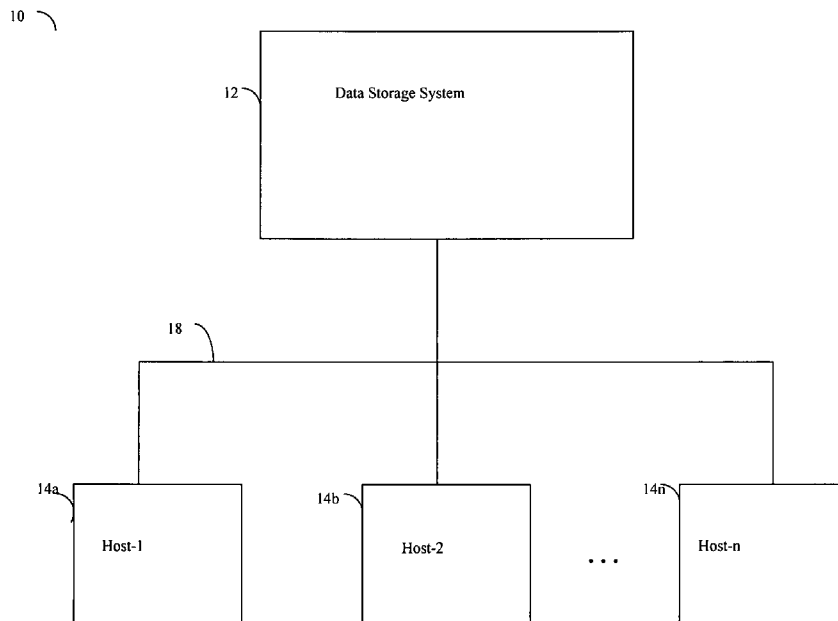 10
12
Data Storage System
18
14a
Host-1
14b
Host-2
...
14n
Host-n